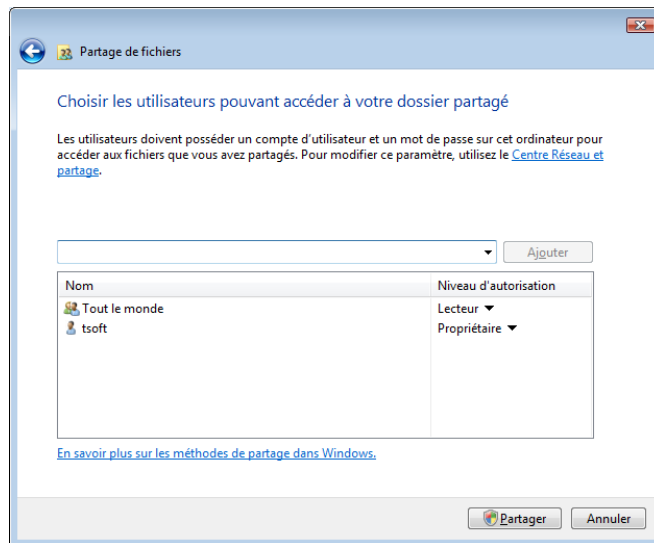 Partage de fichiers
Choisir les utilisateurs pouvant accéder à votre dossier partagé
Les utilisateurs doivent posséder un compte d'utilisateur et un mot de passe sur cet ordinateur pour
accéder aux fichiers que vous avez partagés. Pour modifier ce paramètre, utilisez le Centre Réseau et
partage.
Ajouter
Nom Niveau d'autorisation
Tout le monde Lecteur
tsoft Propriétaire
En savoir plus sur les méthodes de partage dans Windows.
Partager Annuler